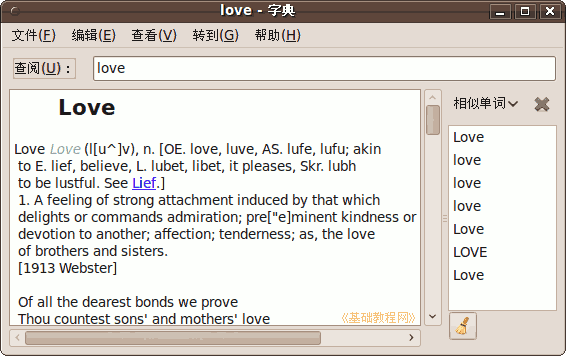 love - 字典
文件(F) 编辑(E) 查看(V) 转到(G) 帮助(H)
查阅(U)： love
Love
Love Love (l[u^]v), n. [OE. love, luve, AS. lufe, lufu; akin
to E. lief, believe, L. lubet, libet, it pleases, Skr. lubh
to be lustful. See Lief.]
1. A feeling of strong attachment induced by that which
delights or commands admiration; pre["e]minent kindness or
devotion to another; affection; tenderness; as, the love
of brothers and sisters.
[1913 Webster]
Of all the dearest bonds we prove
Thou countest sons' and mothers' love
《基础教程网》
相似单词
Love
love
love
love
Love
LOVE
Love